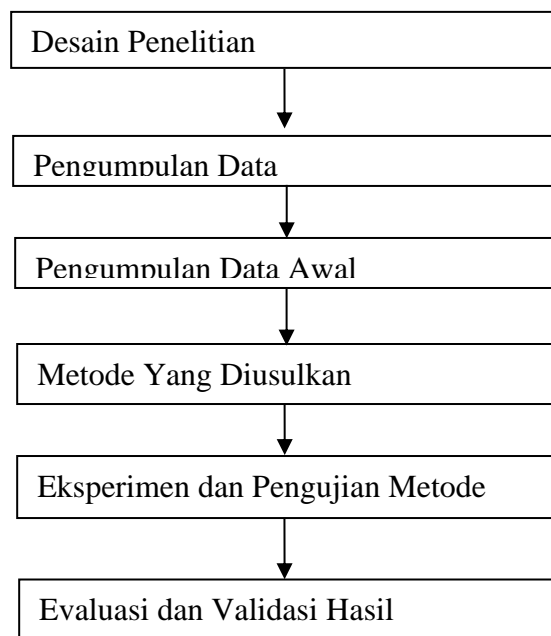 Desain Penelitian
Pengumpulan Data
Pengumpulan Data Awal
Metode Yang Diusulkan
Eksperimen dan Pengujian Metode
Evaluasi dan Validasi Hasil